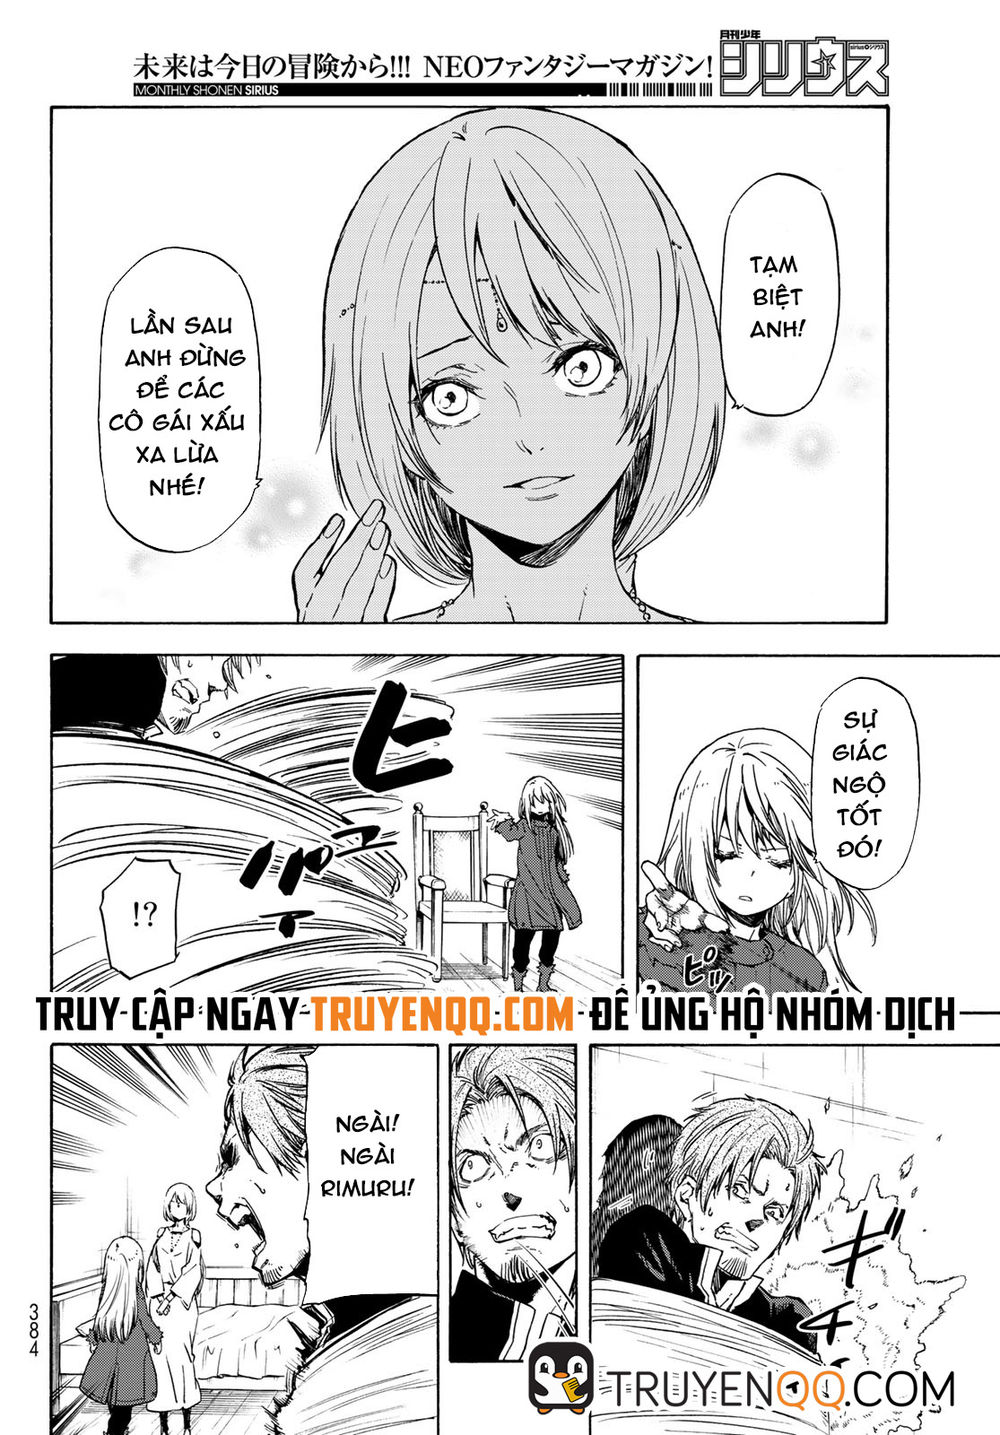 月刊少年
未来は今日の冒険から!!! NEOファンタジーマガジン!
シリウス
MONTHLY SHONEN SIRIUS
TẠM
BIỆT
ANH!
LẦN SAU
ANH ĐỪNG
ĐỂ CÁC
CÔ GÁI XẤU
XA LỪA
NHÉ!
SỰ
GIÁC
NGỘ
TỐT
ĐÓ!
ピッ
!?
TRUY CẬP NGAY TRUYENQQ.COM ĐỂ ỦNG HỘ NHÓM DỊCH
NGÀI!
NGÀI
RIMURU!
384
TRUYENQQ.COM